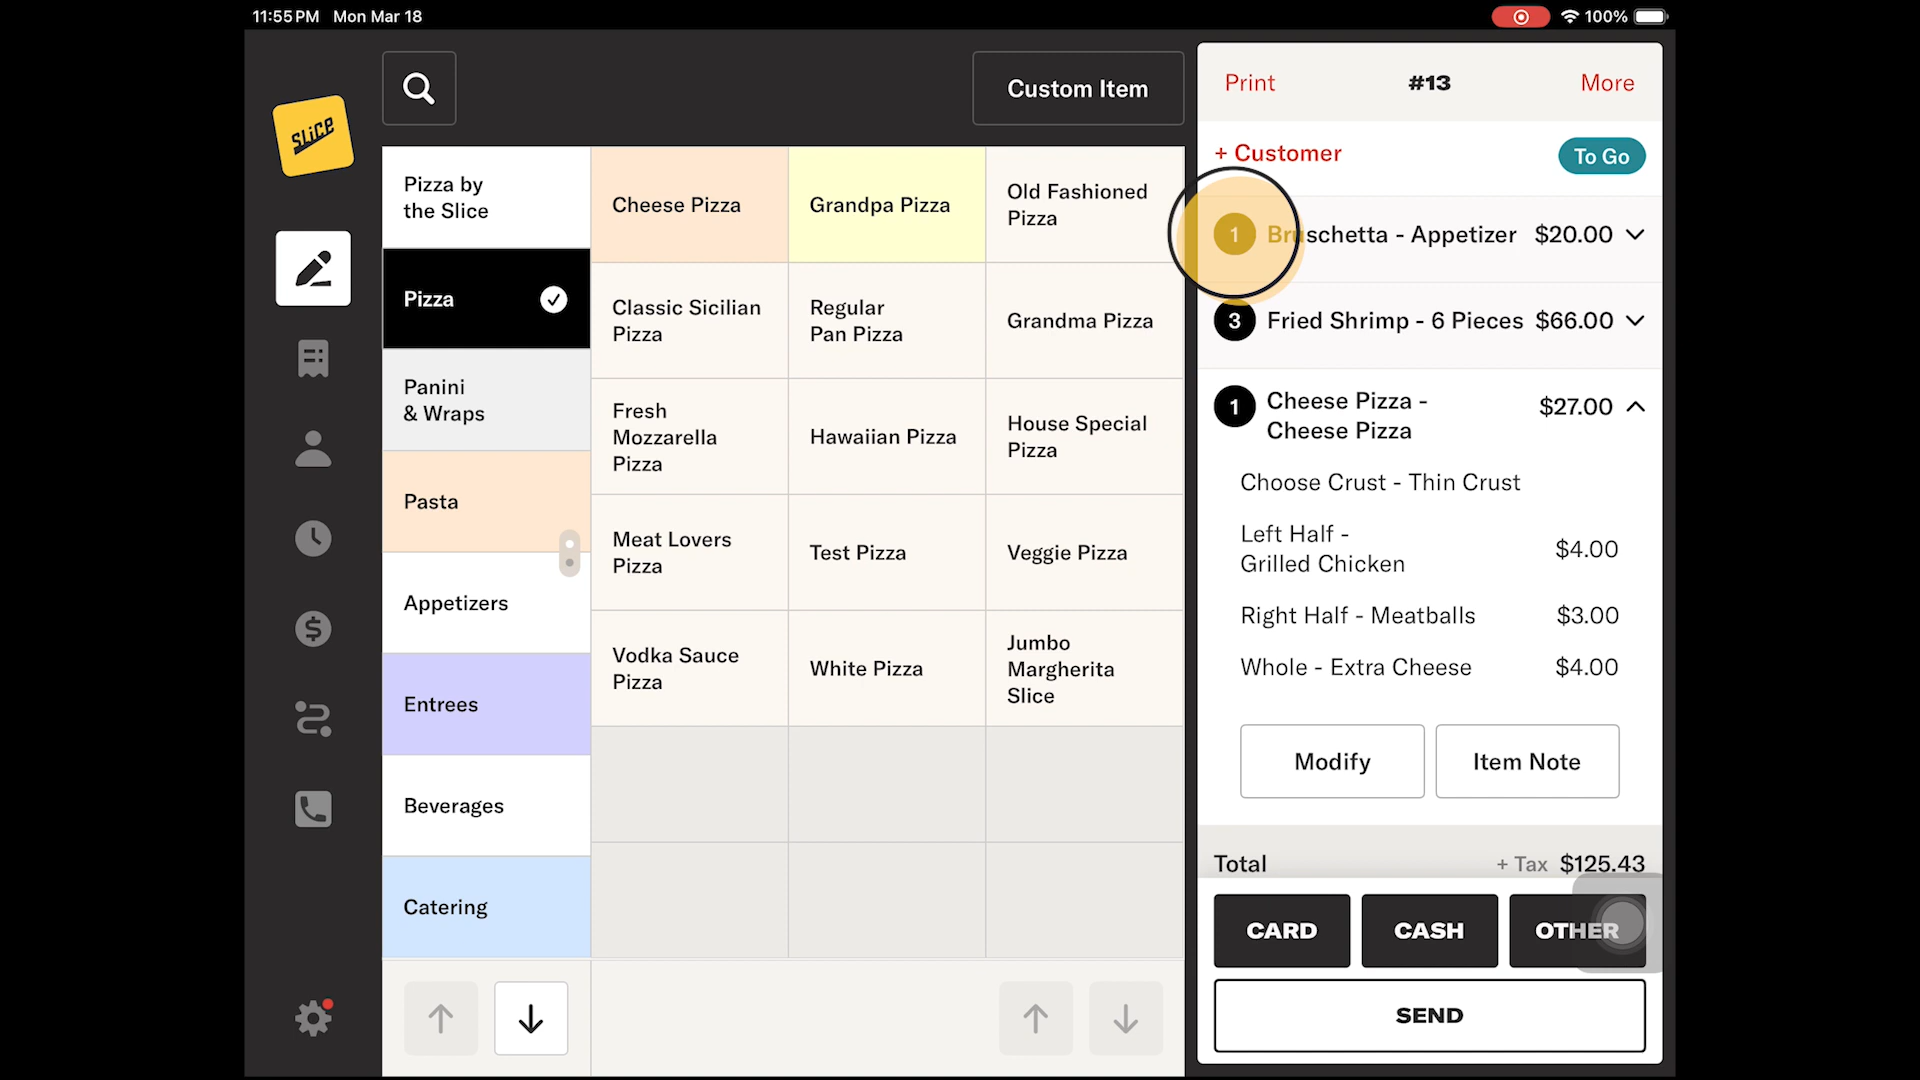 11:55 PM Mon Mar 18
100%
SLiCE
Custom Item
Pizza by
the Slice
Pizza
Panini
& Wraps
Pasta
Appetizers
Entrees
Beverages
Catering
Cheese Pizza
Grandpa Pizza
Old Fashioned
Pizza
Classic Sicilian
Pizza
Regular
Pan Pizza
Grandma Pizza
Fresh
Mozzarella
Pizza
Hawaiian Pizza
House Special
Pizza
Meat Lovers
Pizza
Test Pizza
Veggie Pizza
Vodka Sauce
Pizza
White Pizza
Jumbo
Margherita
Slice
Print #13 More
+ Customer To Go
1 Bruschetta - Appetizer $20.00
3 Fried Shrimp - 6 Pieces $66.00
1 Cheese Pizza -
Cheese Pizza $27.00
Choose Crust - Thin Crust
Left Half -
Grilled Chicken $4.00
Right Half - Meatballs $3.00
Whole - Extra Cheese $4.00
Modify Item Note
Total + Tax $125.43
CARD CASH OTHER
SEND